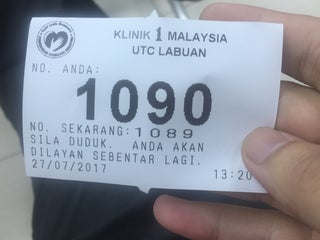 KLINIK 1 MALAYSIA
UTC LABUAN
NO. ANDA:
1090
NO. SEKARANG:1089
SILA DUDUK. ANDA AKAN
DILAYAN SEBENTAR LAGI.
27/07/2017 13:20